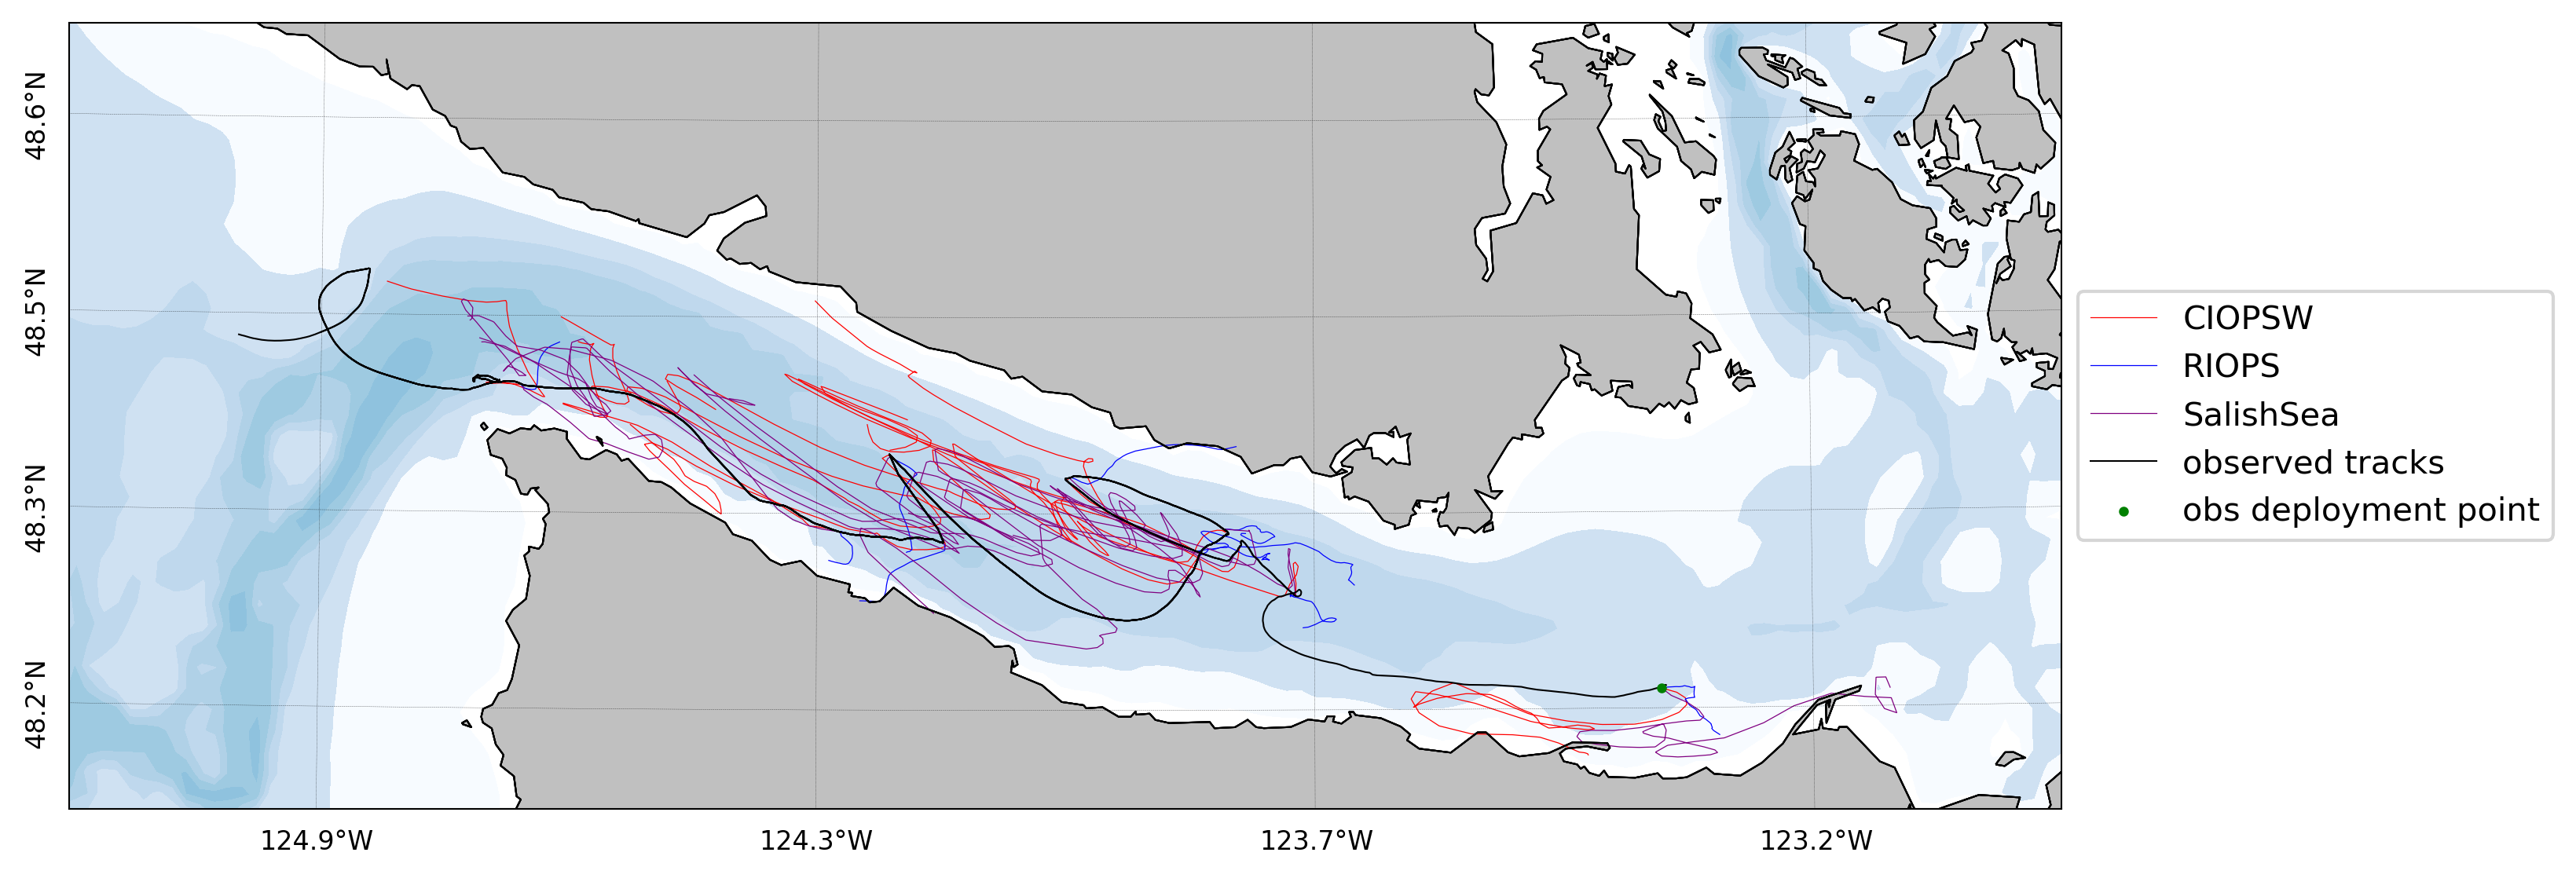 48.6°N
48.5°N
48.3°N
48.2°N
124.9°W
124.3°W
123.7°W
123.2°W
CIOPSW
RIOPS
SalishSea
observed tracks
obs deployment point